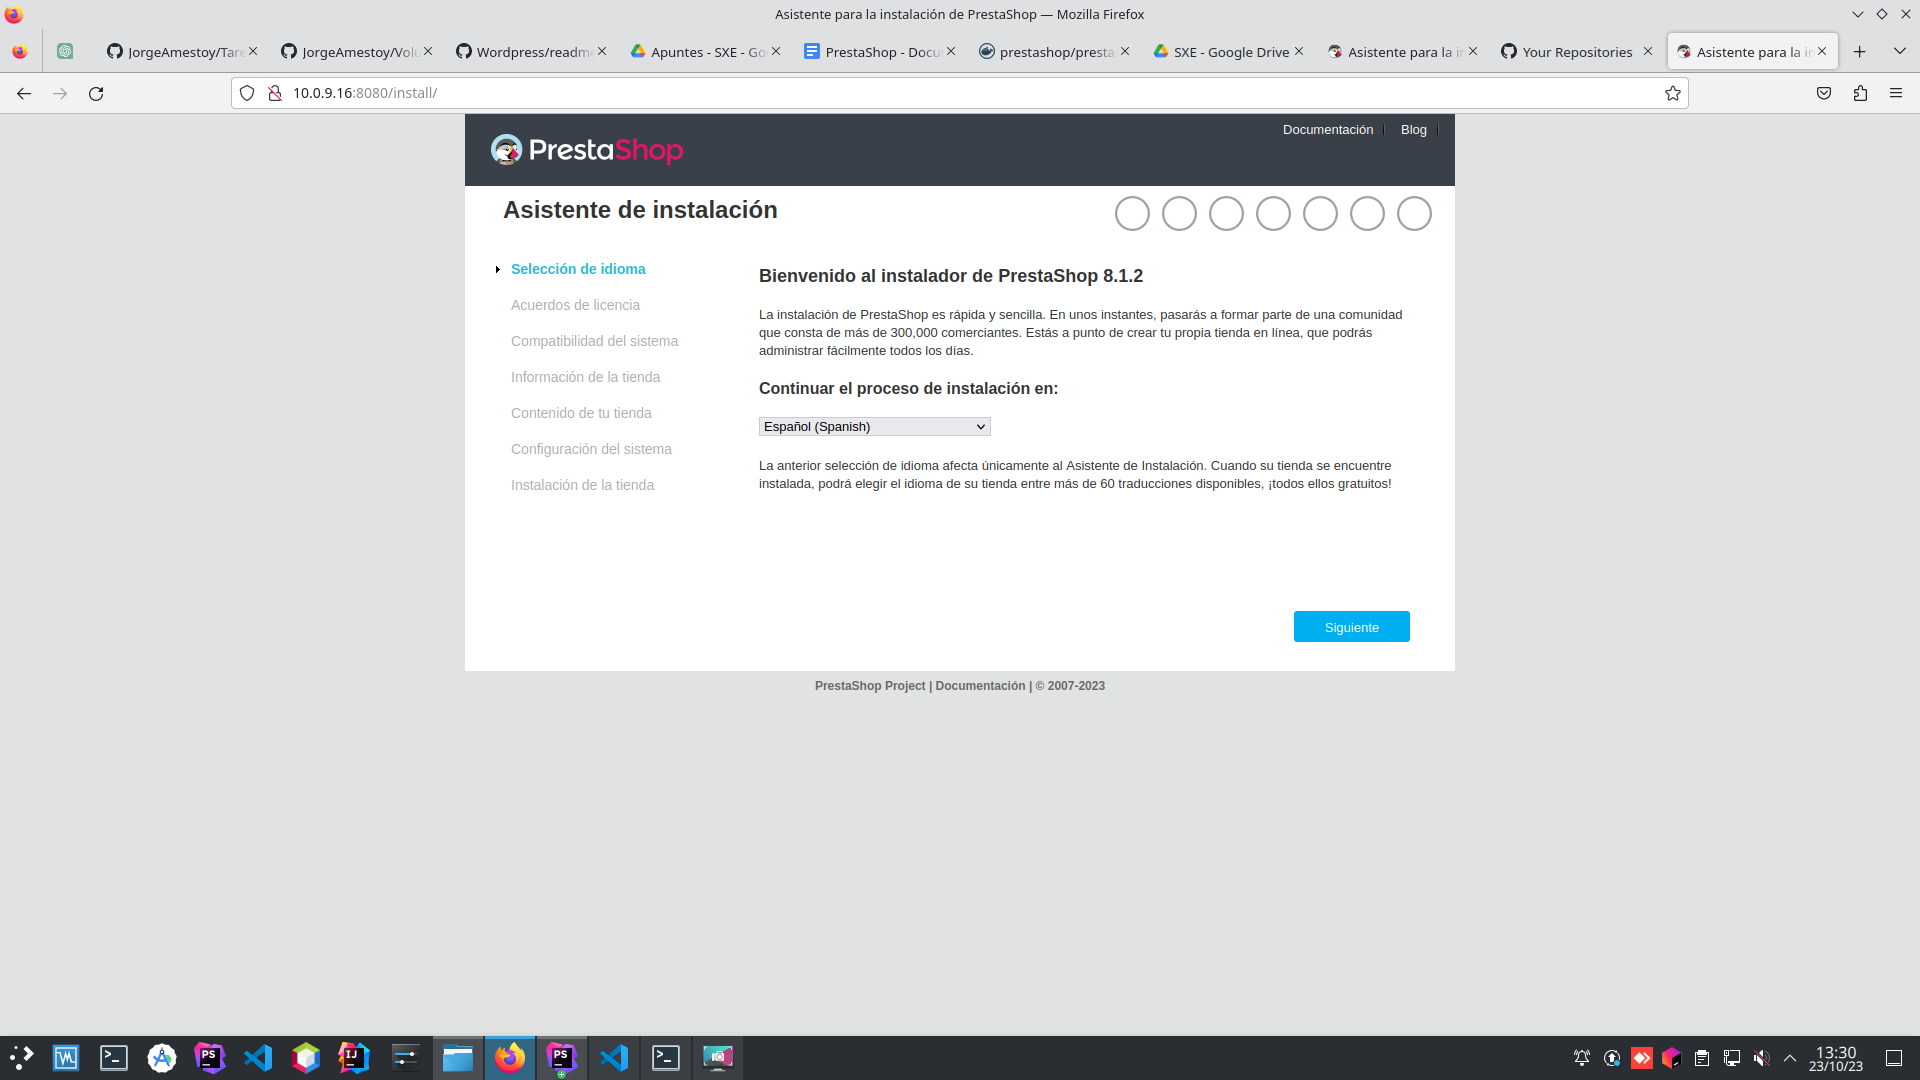 Asistente para la instalación de PrestaShop — Mozilla Firefox
JorgeAmestoy/Tare
JorgeAmestoy/Volu
Wordpress/readme
Apuntes - SXE - Go
PrestaShop - Docu
prestashop/presta
SXE - Google Drive
Asistente para la in
Your Repositories
Asistente para la in
10.0.9.16:8080/install/
PrestaShop
Documentación
Blog
Asistente de instalación
Selección de idioma
Acuerdos de licencia
Compatibilidad del sistema
Información de la tienda
Contenido de tu tienda
Configuración del sistema
Instalación de la tienda
Bienvenido al instalador de PrestaShop 8.1.2
La instalación de PrestaShop es rápida y sencilla. En unos instantes, pasarás a formar parte de una comunidad
que consta de más de 300,000 comerciantes. Estás a punto de crear tu propia tienda en línea, que podrás
administrar fácilmente todos los días.
Continuar el proceso de instalación en:
Español (Spanish)
La anterior selección de idioma afecta únicamente al Asistente de Instalación. Cuando su tienda se encuentre
instalada, podrá elegir el idioma de su tienda entre más de 60 traducciones disponibles, ¡todos ellos gratuitos!
Siguiente
PrestaShop Project | Documentación | © 2007-2023
PS
IJ
PS
13:30
23/10/23